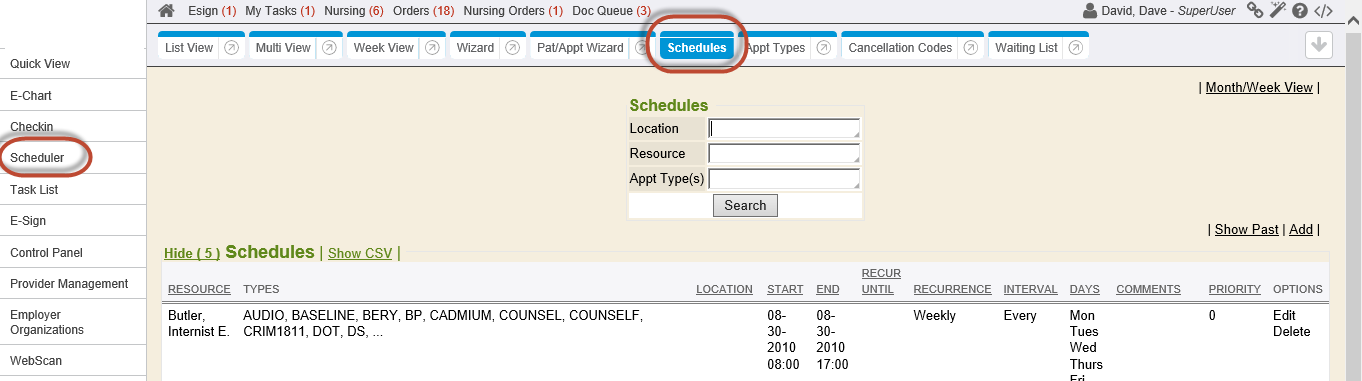 Esign (1) My Tasks (1) Nursing (6) Orders (18) Nursing Orders (1) Doc Queue (3) David, Dave - SuperUser
List View Multi View Week View Wizard Pat/Appt Wizard Schedules Appt Types Cancellation Codes Waiting List
Quick View
E-Chart
Checkin
Scheduler
Task List
E-Sign
Control Panel
Provider Management
Employer
Organizations
WebScan
| Month/Week View |
Schedules
Location
Resource
Appt Type(s)
Search
| Show Past | Add |
Hide ( 5 ) Schedules | Show CSV |
RESOURCE TYPES LOCATION START END RECUR UNTIL RECURRENCE INTERVAL DAYS COMMENTS PRIORITY OPTIONS
Butler, AUDIO, BASELINE, BERY, BP, CADMIUM, COUNSEL, COUNSELF, 08- 08- Weekly Every Mon 0 Edit
Internist E. CRIM1811, DOT, DS, ... 30- 30- Tues Delete
2010 2010 Wed
08:00 17:00 Thurs
Fri